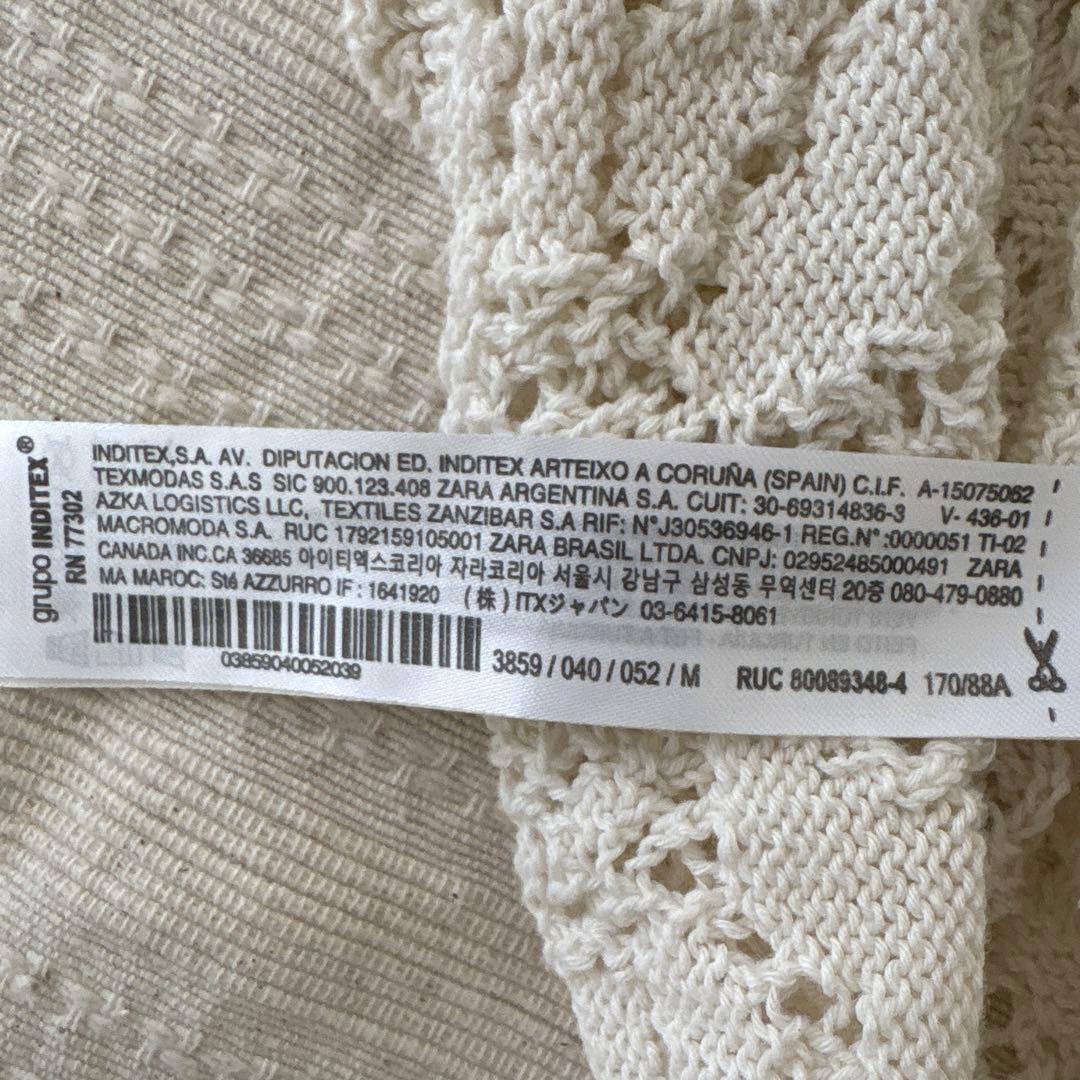 grupo INDITEX®
RN 77302
INDITEX,S.A. AV. DIPUTACION ED. INDITEX ARTEIXO A CORUÑA (SPAIN) C.I.F. A-15075062
TEXMODAS S.A.S SIC 900.123.408 ZARA ARGENTINA S.A. CUIT: 30-69314836-3 V- 436-01
AZKA LOGISTICS LLC, TEXTILES ZANZIBAR S.A RIF: N°J30536946-1 REG.N°:0000051 TI-02
MACROMODA S.A. RUC 1792159105001 ZARA BRASIL LTDA. CNPJ: 02952485000491 ZARA
CANADA INC.CA 36685 아이티엑스코리아 자라코리아 서울시 강남구 삼성동 무역센터 20층 080-479-0880
MA MAROC: Sté AZZURRO IF : 1641920 (株) ITXジャパン 03-6415-8061
03859040052039
3859 / 040 / 052 / M RUC 80089348-4 170/88A